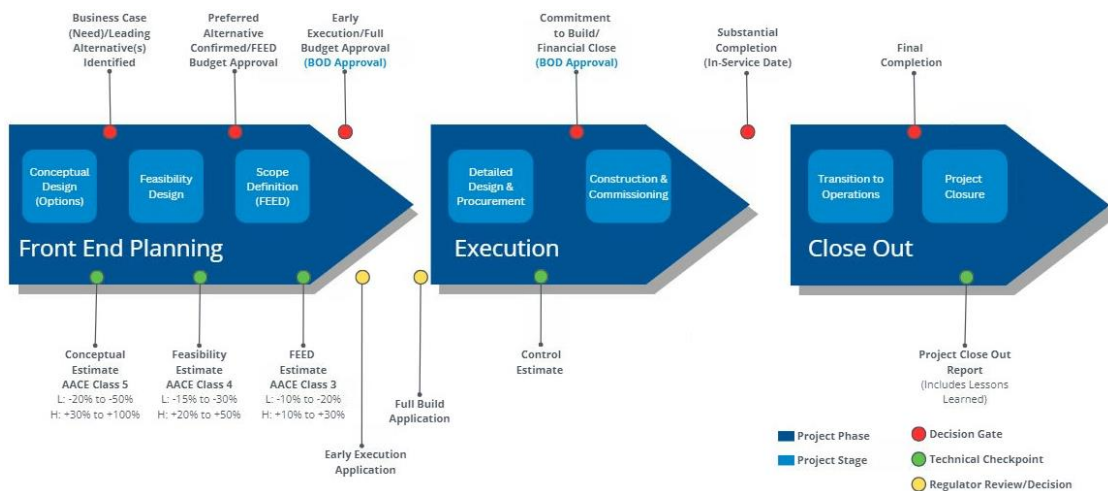 Business Case
(Need)/Leading
Alternative(s)
Identified
Preferred
Alternative
Confirmed/FEED
Budget Approval
Early
Execution/Full
Budget Approval
(BOD Approval)
Commitment
to Build/
Financial Close
(BOD Approval)
Substantial
Completion
(In-Service Date)
Final
Completion
Conceptual
Design
(Options)
Feasibility
Design
Scope
Definition
(FEED)
Front End Planning
Detailed
Design &
Procurement
Construction &
Commissioning
Execution
Transition to
Operations
Project
Closure
Close Out
Conceptual
Estimate
AACE Class 5
L: -20% to -50%
H: +30% to +100%
Feasibility
Estimate
AACE Class 4
L: -15% to -30%
H: +20% to +50%
FEED
Estimate
AACE Class 3
L: -10% to -20%
H: +10% to +30%
Early Execution
Application
Full Build
Application
Control
Estimate
Project Close Out
Report
(Includes Lessons
Learned)
Project Phase
Project Stage
Decision Gate
Technical Checkpoint
Regulator Review/Decision